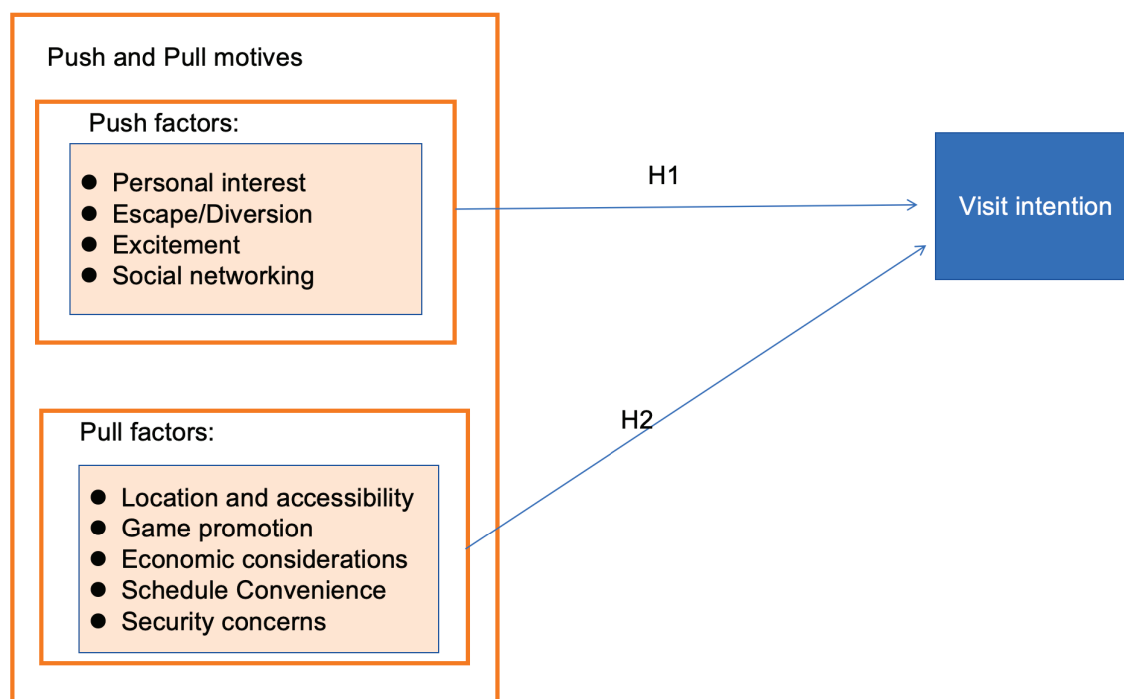 Push and Pull motives
Push factors:
● Personal interest
● Escape/Diversion
● Excitement
● Social networking
H1
Visit intention
H2
Pull factors:
● Location and accessibility
● Game promotion
● Economic considerations
● Schedule Convenience
● Security concerns